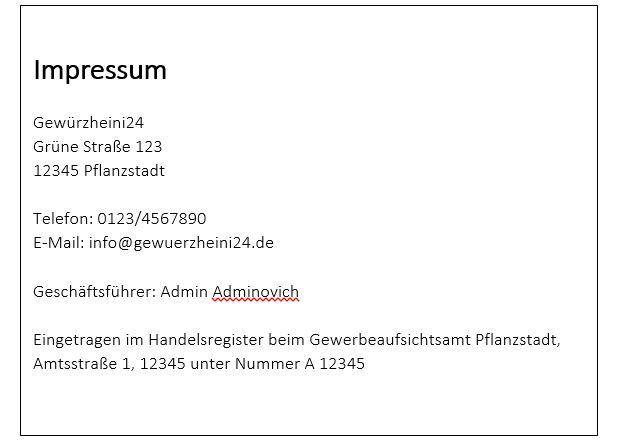 Impressum
Gewürzheini24
Grüne Straße 123
12345 Pflanzstadt
Telefon: 0123/4567890
E-Mail: info@gewuerzheini24.de
Geschäftsführer: Admin Adminovich
Eingetragen im Handelsregister beim Gewerbeaufsichtsamt Pflanzstadt,
Amtsstraße 1, 12345 unter Nummer A 12345